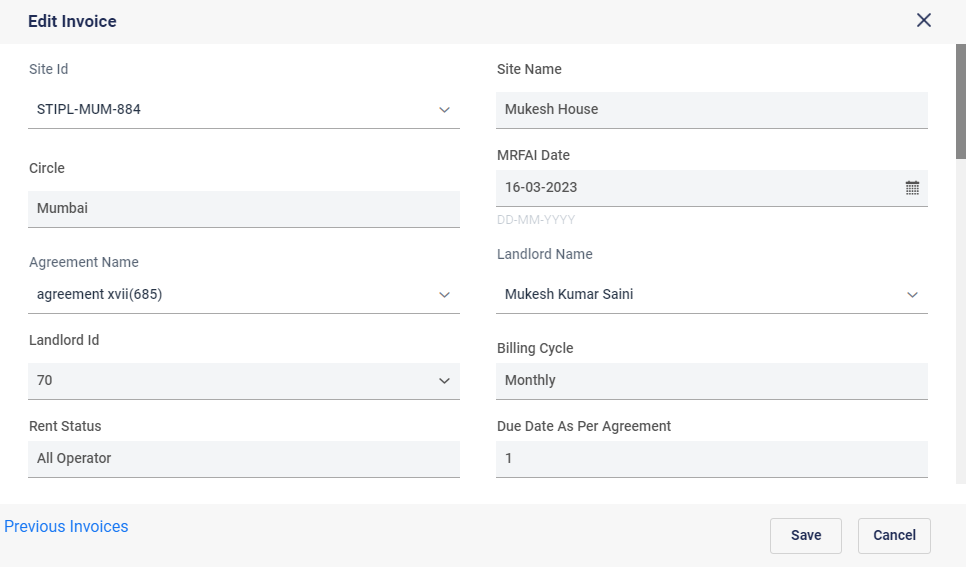 Edit Invoice
Site Id
STIPL-MUM-884
Site Name
Mukesh House
Circle
Mumbai
MRFAI Date
16-03-2023
DD-MM-YYYY
Agreement Name
agreement xvii(685)
Landlord Name
Mukesh Kumar Saini
Landlord Id
70
Billing Cycle
Monthly
Rent Status
All Operator
Due Date As Per Agreement
1
Previous Invoices
Save
Cancel